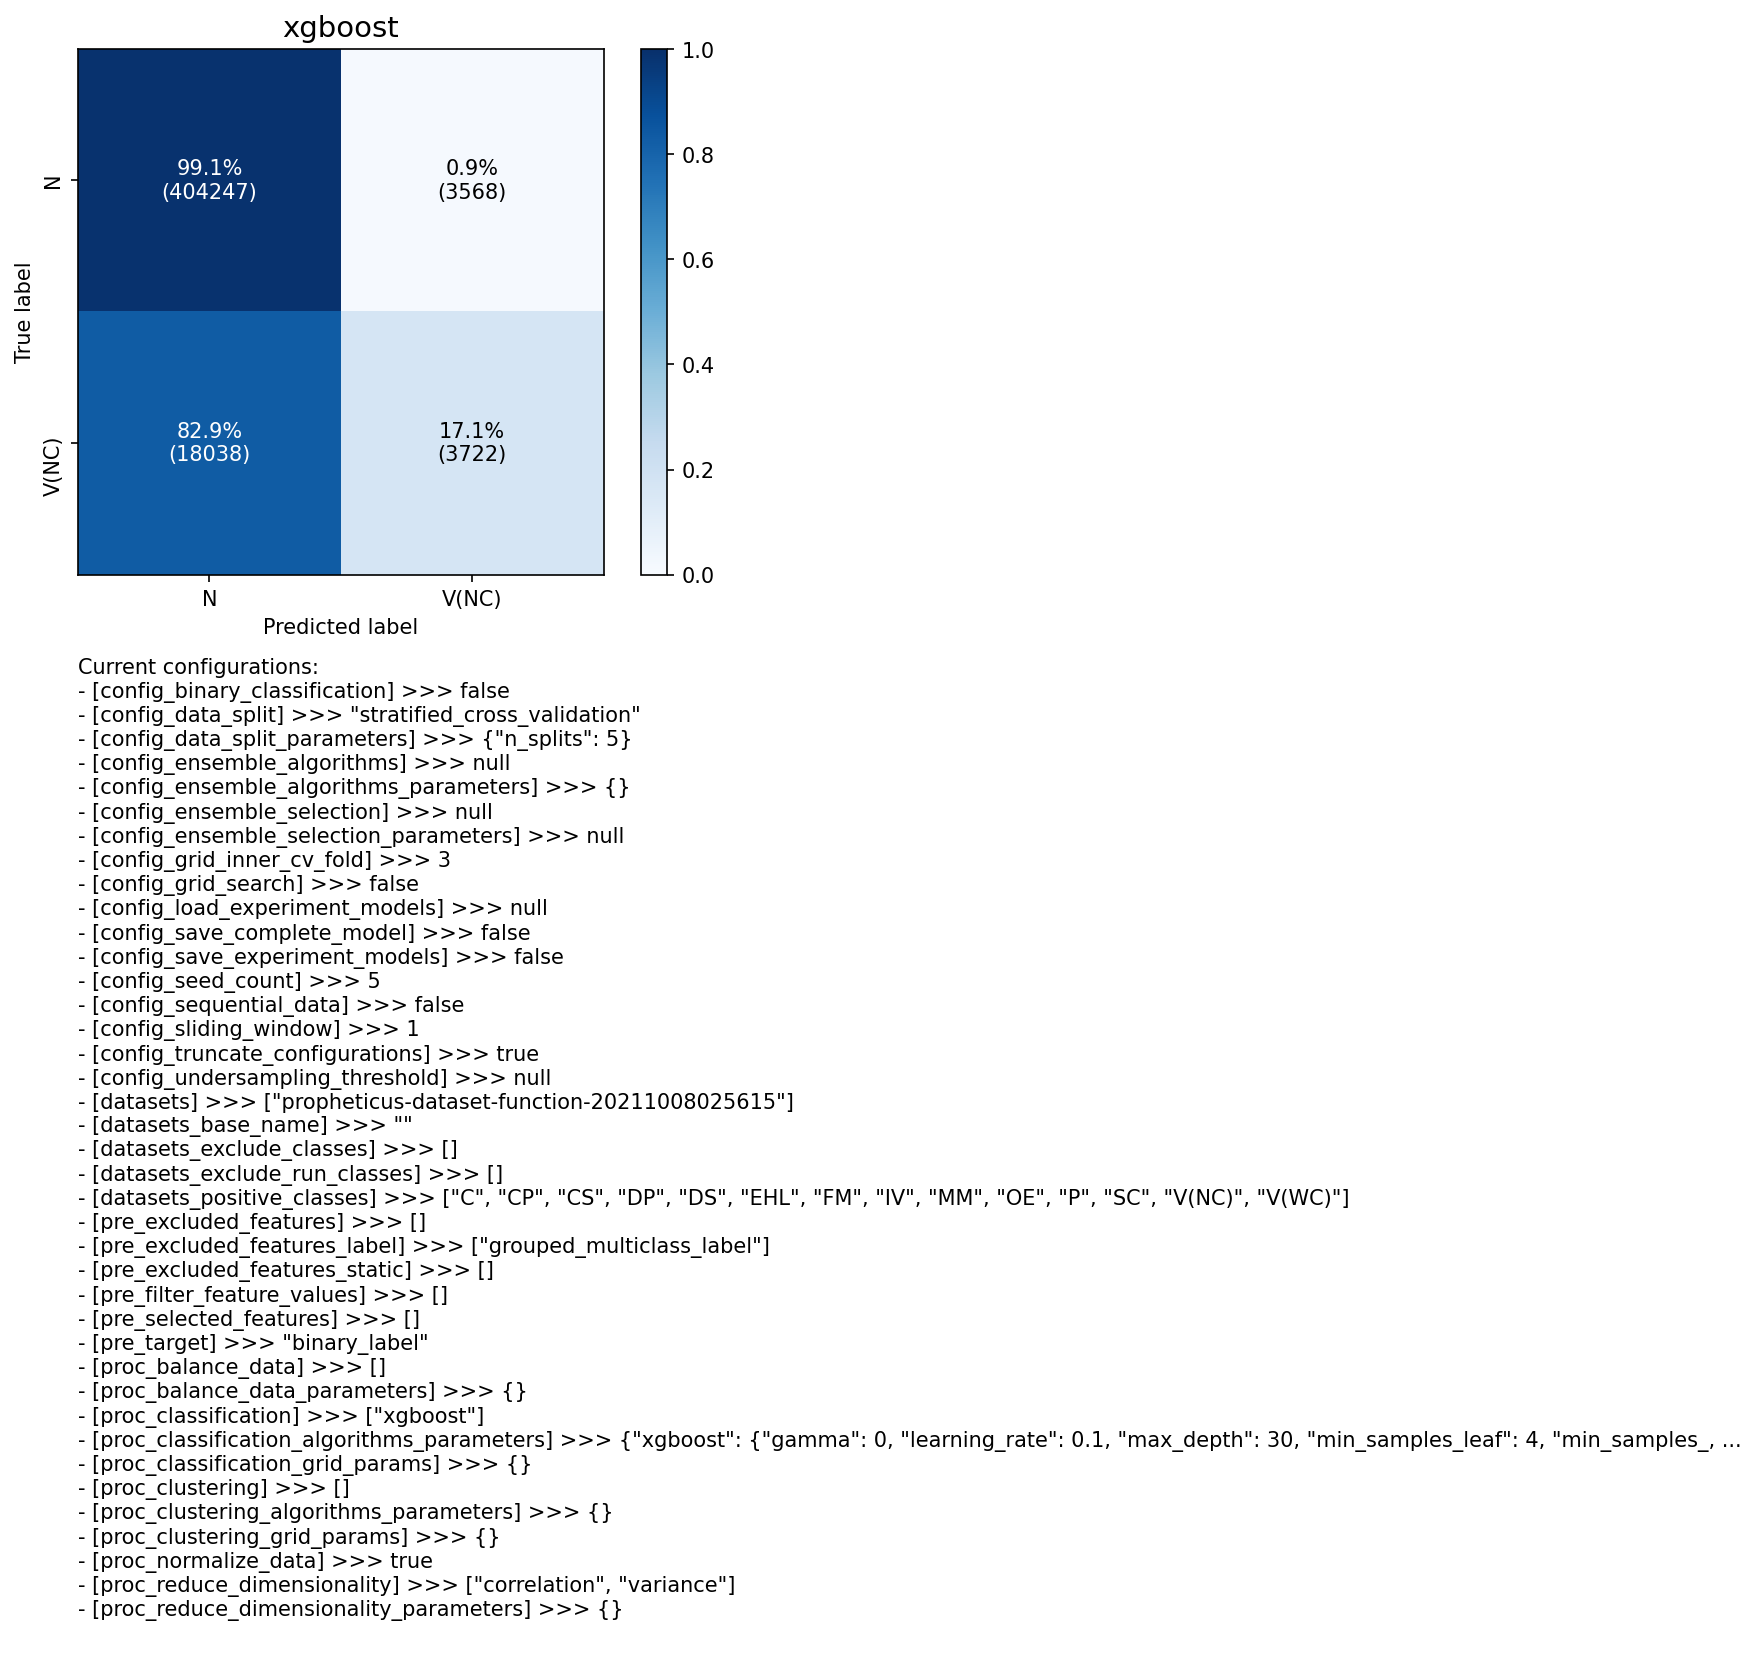 xgboost
99.1%
(404247)
0.9%
(3568)
82.9%
(18038)
17.1%
(3722)
N
V(NC)
True label
N
V(NC)
Predicted label
1.0
0.8
0.6
0.4
0.2
0.0
Current configurations:
- [config_binary_classification] >>> false
- [config_data_split] >>> "stratified_cross_validation"
- [config_data_split_parameters] >>> {"n_splits": 5}
- [config_ensemble_algorithms] >>> null
- [config_ensemble_algorithms_parameters] >>> {}
- [config_ensemble_selection] >>> null
- [config_ensemble_selection_parameters] >>> null
- [config_grid_inner_cv_fold] >>> 3
- [config_grid_search] >>> false
- [config_load_experiment_models] >>> null
- [config_save_complete_model] >>> false
- [config_save_experiment_models] >>> false
- [config_seed_count] >>> 5
- [config_sequential_data] >>> false
- [config_sliding_window] >>> 1
- [config_truncate_configurations] >>> true
- [config_undersampling_threshold] >>> null
- [datasets] >>> ["propheticus-dataset-function-20211008025615"]
- [datasets_base_name] >>> ""
- [datasets_exclude_classes] >>> []
- [datasets_exclude_run_classes] >>> []
- [datasets_positive_classes] >>> ["C", "CP", "CS", "DP", "DS", "EHL", "FM", "IV", "MM", "OE", "P", "SC", "V(NC)", "V(WC)"]
- [pre_excluded_features] >>> []
- [pre_excluded_features_label] >>> ["grouped_multiclass_label"]
- [pre_excluded_features_static] >>> []
- [pre_filter_feature_values] >>> []
- [pre_selected_features] >>> []
- [pre_target] >>> "binary_label"
- [proc_balance_data] >>> []
- [proc_balance_data_parameters] >>> {}
- [proc_classification] >>> ["xgboost"]
- [proc_classification_algorithms_parameters] >>> {"xgboost": {"gamma": 0, "learning_rate": 0.1, "max_depth": 30, "min_samples_leaf": 4, "min_samples_, ...
- [proc_classification_grid_params] >>> {}
- [proc_clustering] >>> []
- [proc_clustering_algorithms_parameters] >>> {}
- [proc_clustering_grid_params] >>> {}
- [proc_normalize_data] >>> true
- [proc_reduce_dimensionality] >>> ["correlation", "variance"]
- [proc_reduce_dimensionality_parameters] >>> {}